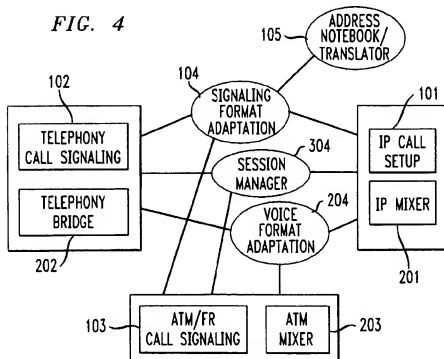 FIG. 4
105
ADDRESS
NOTEBOOK/
TRANSLATOR
102
104
101
SIGNALING
FORMAT
ADAPTATION
TELEPHONY
CALL SIGNALING
304
IP CALL
SETUP
SESSION
MANAGER
204
TELEPHONY
BRIDGE
VOICE
FORMAT
ADAPTATION
IP MIXER
202
201
103
ATM/FR
CALL SIGNALING
ATM
MIXER
203